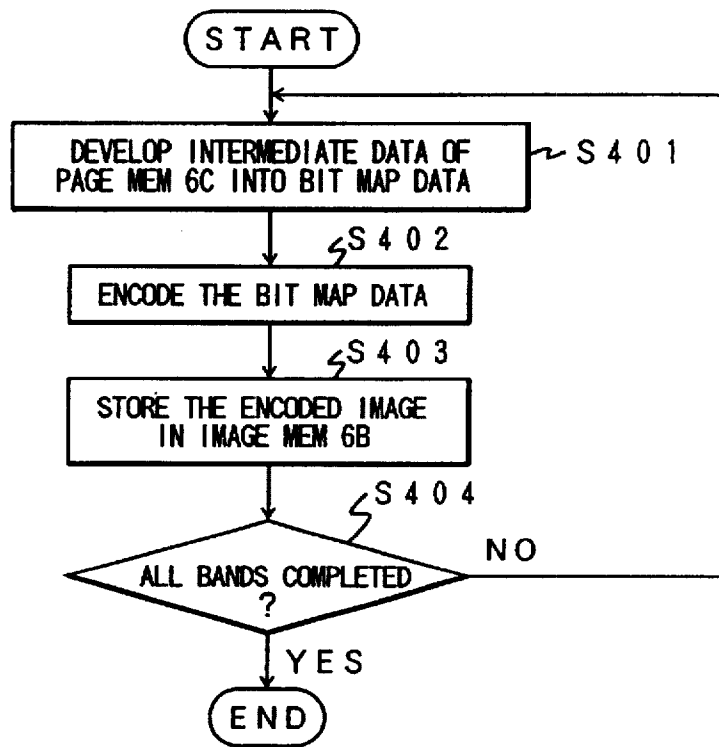 START
DEVELOP INTERMEDIATE DATA OF
PAGE MEM 6C INTO BIT MAP DATA
S401
S402
ENCODE THE BIT MAP DATA
S403
STORE THE ENCODED IMAGE
IN IMAGE MEM 6B
S404
ALL BANDS COMPLETED
?
NO
YES
END